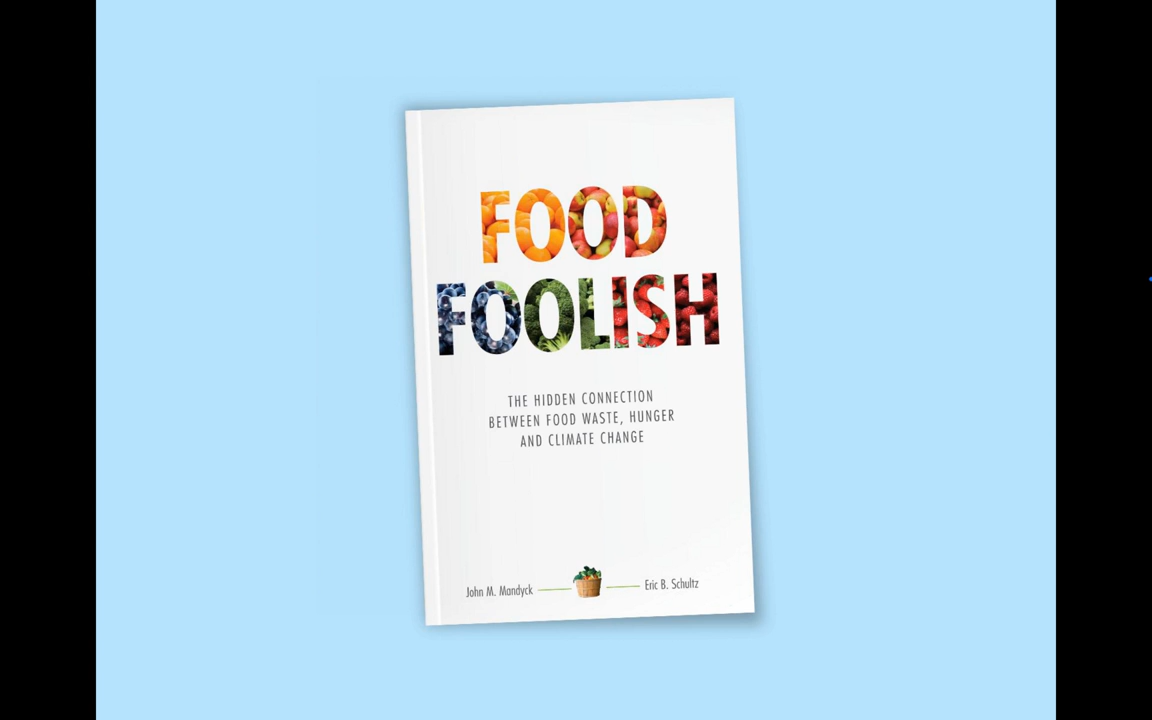 FOOD
FOOLISH
THE HIDDEN CONNECTION
BETWEEN FOOD WASTE, HUNGER
AND CLIMATE CHANGE
John M. Mandyck
Eric B. Schultz